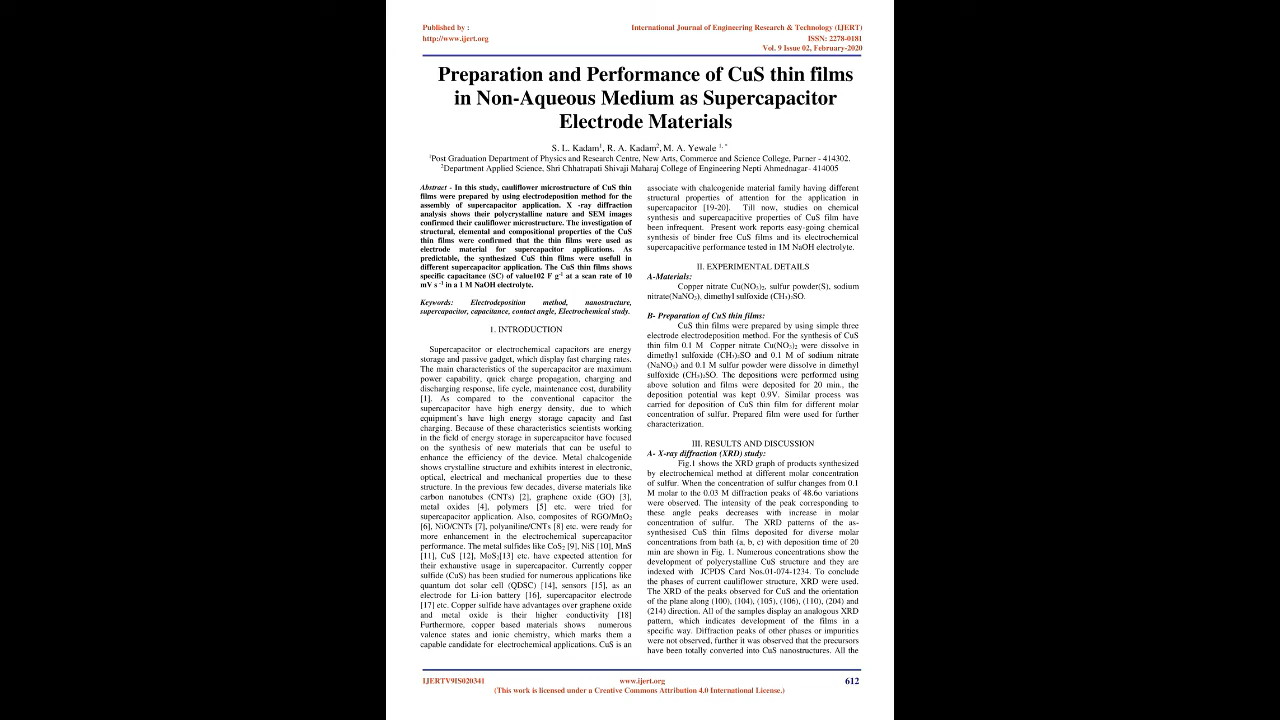 Published by :
http://www.ijert.org
International Journal of Engineering Research & Technology (IJERT)
ISSN: 2278-0181
Vol. 9 Issue 02, February-2020
Preparation and Performance of CuS thin films
in Non-Aqueous Medium as Supercapacitor
Electrode Materials
S. L. Kadam¹, R. A. Kadam², M. A. Yewale ¹, *
¹Post Graduation Department of Physics and Research Centre, New Arts, Commerce and Science College, Parner - 414302.
²Department Applied Science, Shri Chhatrapati Shivaji Maharaj College of Engineering Nepti Ahmednagar- 414005
Abstract - In this study, cauliflower microstructure of CuS thin
films were prepared by using electrodeposition method for the
assembly of supercapacitor application. X -ray diffraction
analysis shows their polycrystalline nature and SEM images
confirmed their cauliflower microstructure. The investigation of
structural, elemental and compositional properties of the CuS
thin films were confirmed that the thin films were used as
electrode material for supercapacitor applications. As
predictable, the synthesized CuS thin films were usefull in
different supercapacitor application. The CuS thin films shows
specific capacitance (SC) of value102 F g⁻¹ at a scan rate of 10
mV s ⁻¹ in a 1 M NaOH electrolyte.
Keywords: Electrodeposition method, nanostructure,
supercapacitor, capacitance, contact angle, Electrochemical study.
1. INTRODUCTION
Supercapacitor or electrochemical capacitors are energy
storage and passive gadget, which display fast charging rates.
The main characteristics of the supercapacitor are maximum
power capability, quick charge propagation, charging and
discharging response, life cycle, maintenance cost, durability
[1]. As compared to the conventional capacitor the
supercapacitor have high energy density, due to which
equipment's have high energy storage capacity and fast
charging. Because of these characteristics scientists working
in the field of energy storage in supercapacitor have focused
on the synthesis of new materials that can be useful to
enhance the efficiency of the device. Metal chalcogenide
shows crystalline structure and exhibits interest in electronic,
optical, electrical and mechanical properties due to these
structure. In the previous few decades, diverse materials like
carbon nanotubes (CNTs) [2], graphene oxide (GO) [3],
metal oxides [4], polymers [5] etc. were tried for
supercapacitor application. Also, composites of RGO/MnO₂
[6], NiO/CNTs [7], polyaniline/CNTs [8] etc. were ready for
more enhancement in the electrochemical supercapacitor
performance. The metal sulfides like CoS₂ [9], NiS [10], MnS
[11], CuS [12], MoS₂[13] etc. have expected attention for
their exhaustive usage in supercapacitor. Currently copper
sulfide (CuS) has been studied for numerous applications like
quantum dot solar cell (QDSC) [14], sensors [15], as an
electrode for Li-ion battery [16], supercapacitor electrode
[17] etc. Copper sulfide have advantages over graphene oxide
and metal oxide is their higher conductivity [18]
Furthermore, copper based materials shows numerous
valence states and ionic chemistry, which marks them a
capable candidate for electrochemical applications. CuS is an
associate with chalcogenide material family having different
structural properties of attention for the application in
supercapacitor [19-20]. Till now, studies on chemical
synthesis and supercapacitive properties of CuS film have
been infrequent. Present work reports easy-going chemical
synthesis of binder free CuS films and its electrochemical
supercapacitive performance tested in 1M NaOH electrolyte.
II. EXPERIMENTAL DETAILS
A-Materials:
Copper nitrate Cu(NO₃)₂, sulfur powder(S), sodium
nitrate(NaNO₃), dimethyl sulfoxide (CH₃)₂SO.
B- Preparation of CuS thin films:
CuS thin films were prepared by using simple three
electrode electrodeposition method. For the synthesis of CuS
thin film 0.1 M Copper nitrate Cu(NO₃)₂ were dissolve in
dimethyl sulfoxide (CH₃)₂SO and 0.1 M of sodium nitrate
(NaNO₃) and 0.1 M sulfur powder were dissolve in dimethyl
sulfoxide (CH₃)₂SO. The depositions were performed using
above solution and films were deposited for 20 min., the
deposition potential was kept 0.9V. Similar process was
carried for deposition of CuS thin film for different molar
concentration of sulfur. Prepared film were used for further
characterization.
III. RESULTS AND DISCUSSION
A- X-ray diffraction (XRD) study:
Fig.1 shows the XRD graph of products synthesized
by electrochemical method at different molar concentration
of sulfur. When the concentration of sulfur changes from 0.1
M molar to the 0.03 M diffraction peaks of 48.6o variations
were observed. The intensity of the peak corresponding to
these angle peaks decreases with increase in molar
concentration of sulfur. The XRD patterns of the as-
synthesised CuS thin films deposited for diverse molar
concentrations from bath (a, b, c) with deposition time of 20
min are shown in Fig. 1. Numerous concentrations show the
development of polycrystalline CuS structure and they are
indexed with JCPDS Card Nos.01-074-1234. To conclude
the phases of current cauliflower structure, XRD were used.
The XRD of the peaks observed for CuS and the orientation
of the plane along (100), (104), (105), (106), (110), (204) and
(214) direction. All of the samples display an analogous XRD
pattern, which indicates development of the films in a
specific way. Diffraction peaks of other phases or impurities
were not observed, further it was observed that the precursors
have been totally converted into CuS nanostructures. All the
IJERTV9IS020341
www.ijert.org
612
(This work is licensed under a Creative Commons Attribution 4.0 International License.)